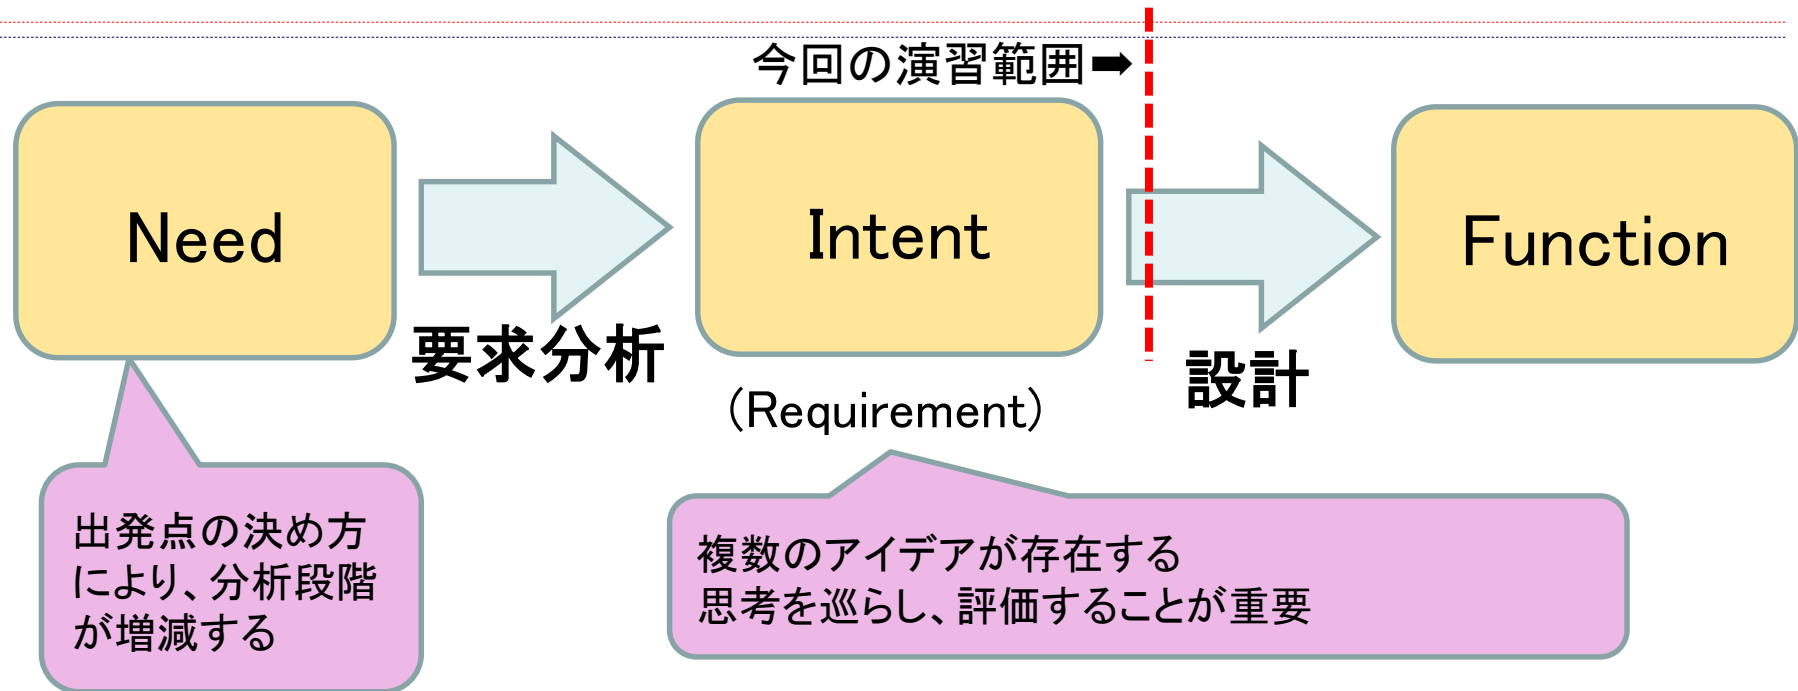 今回の演習範囲➡
Need
要求分析
Intent
(Requirement)
設計
Function
出発点の決め方
により、分析段階
が増減する
複数のアイデアが存在する
思考を巡らし、評価することが重要